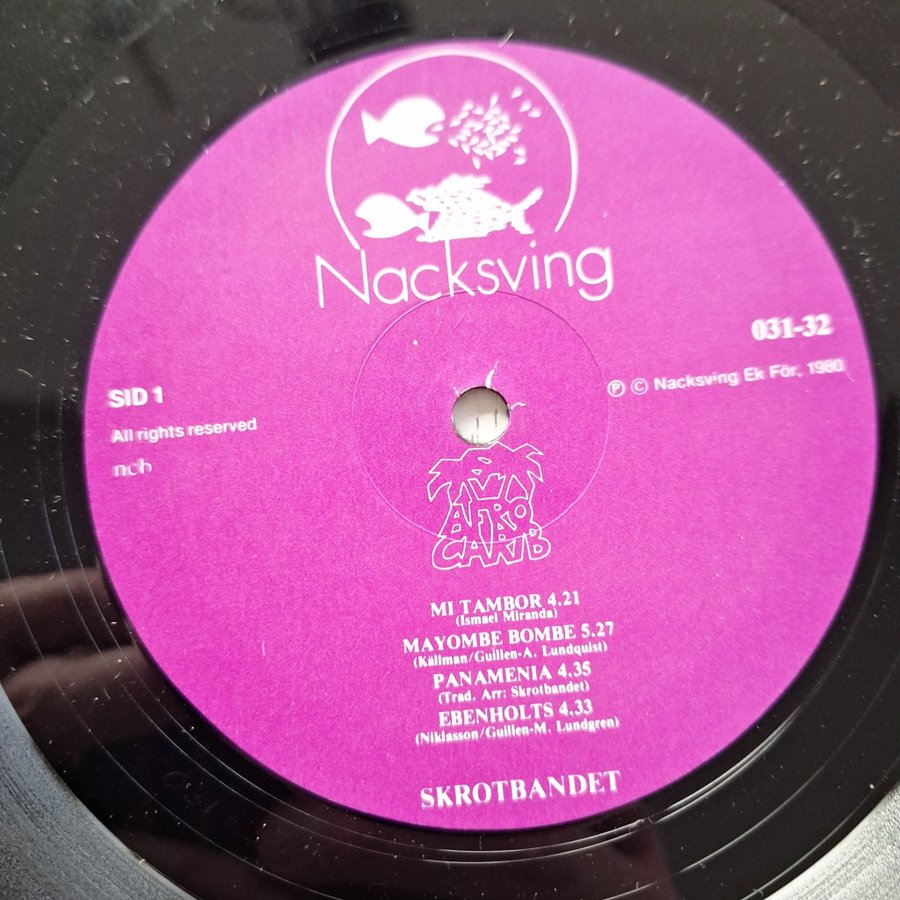 Nacksving
031-32
Ⓟ © Nacksving Ek För, 1980
SID 1
All rights reserved
ncb
AFRO
CARIB
MI TAMBOR 4.21
(Ismael Miranda)
MAYOMBE BOMBE 5.27
(Källman/Guillen-A. Lundquist)
PANAMENIA 4.35
(Trad. Arr: Skrotbandet)
EBENHOLTS 4.33
(Niklasson/Guillen-M. Lundgren)
SKROTBANDET